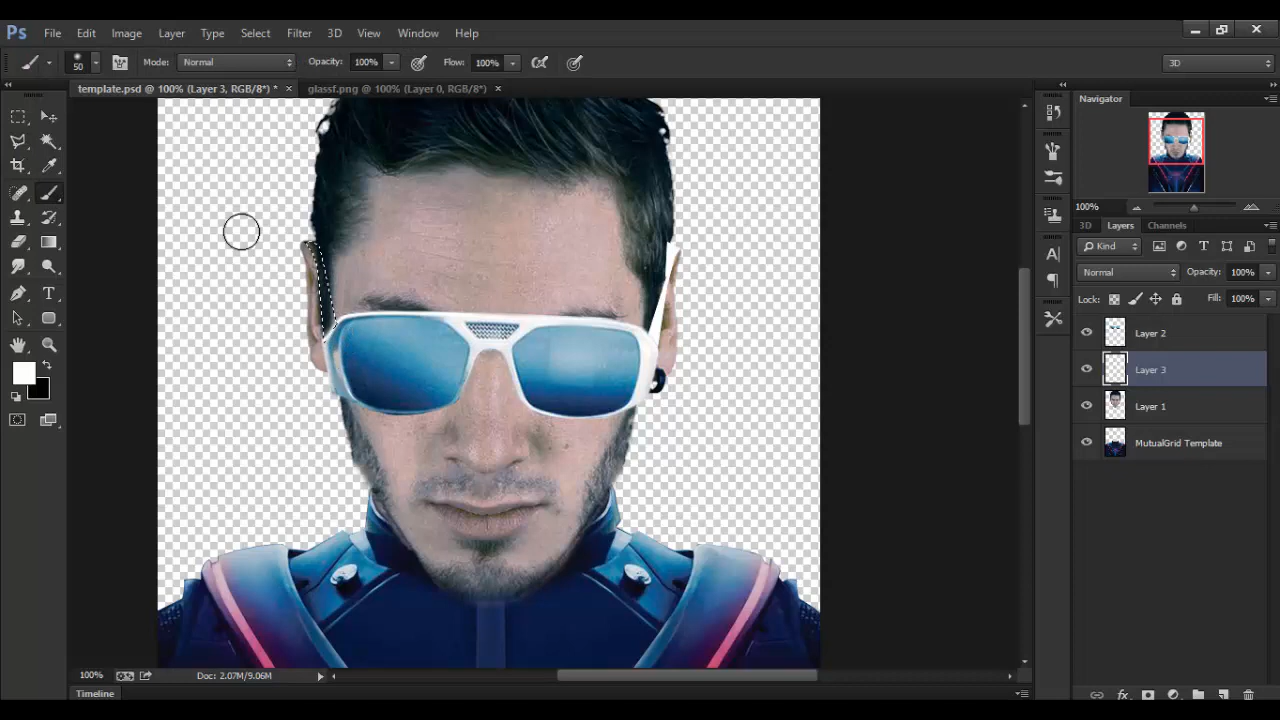 Ps File Edit Image Layer Type Select Filter 3D View Window Help
50 Mode: Normal Opacity: 100% Flow: 100% 3D
template.psd @ 100% (Layer 3, RGB/8*) * glassf.png @ 100% (Layer 0, RGB/8*)
Navigator
100%
3D Layers Channels
Kind
Normal Opacity: 100%
Lock: Fill: 100%
Layer 2
Layer 3
Layer 1
MutualGrid Template
100% Doc: 2.07M/9.06M
Timeline